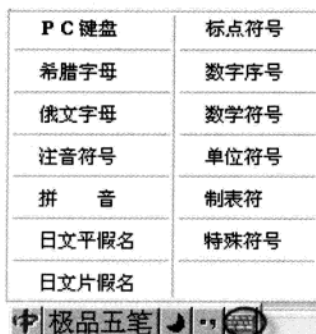 PC键盘 标点符号
希腊字母 数字序号
俄文字母 数学符号
注音符号 单位符号
拼音 制表符
日文平假名 特殊符号
日文片假名
中 极品五笔